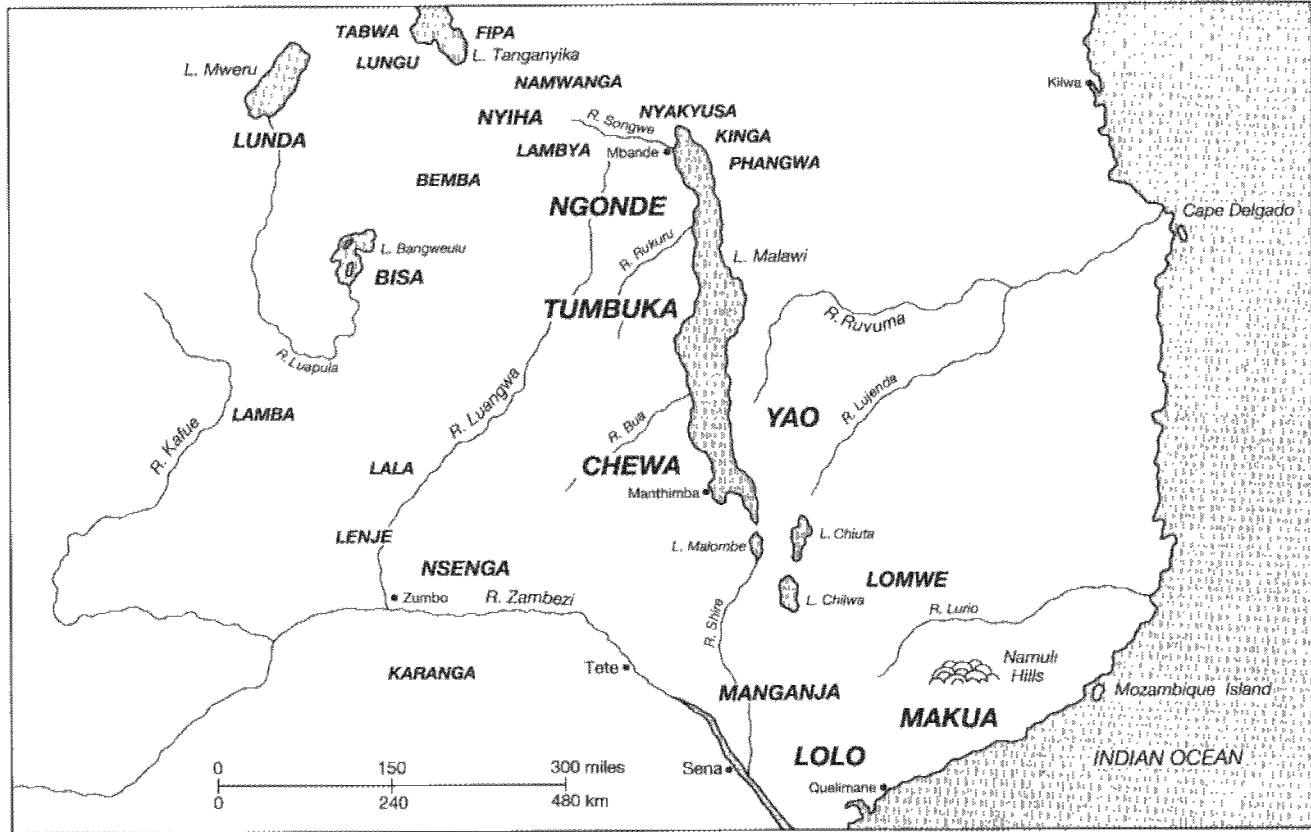 TABWA
FIPA
LUNGU
L. Tanganyika
L. Mweru
NAMWANGA
Kilwa
NYIHA
R. Songwe
NYAKYUSA
LUNDA
KINGA
LAMBYA
Mbande
PHANGWA
BEMBA
NGONDE
Cape Delgado
L. Bangweulu
R. Rukuru
L. Malawi
BISA
TUMBUKA
R. Ruvuma
R. Luapula
R. Luangwa
R. Lujenda
LAMBA
YAO
R. Kafue
R. Bua
CHEWA
LALA
Manthimba
LENJE
L. Malombe
L. Chiuta
NSENGA
LOMWE
Zumbo
R. Zambezi
L. Chilwa
R. Shire
R. Lurio
KARANGA
Tete
Namuli
Hills
MANGANJA
Mozambique Island
MAKUA
LOLO
INDIAN OCEAN
0 150 300 miles
Sena
0 240 480 km
Quelimane